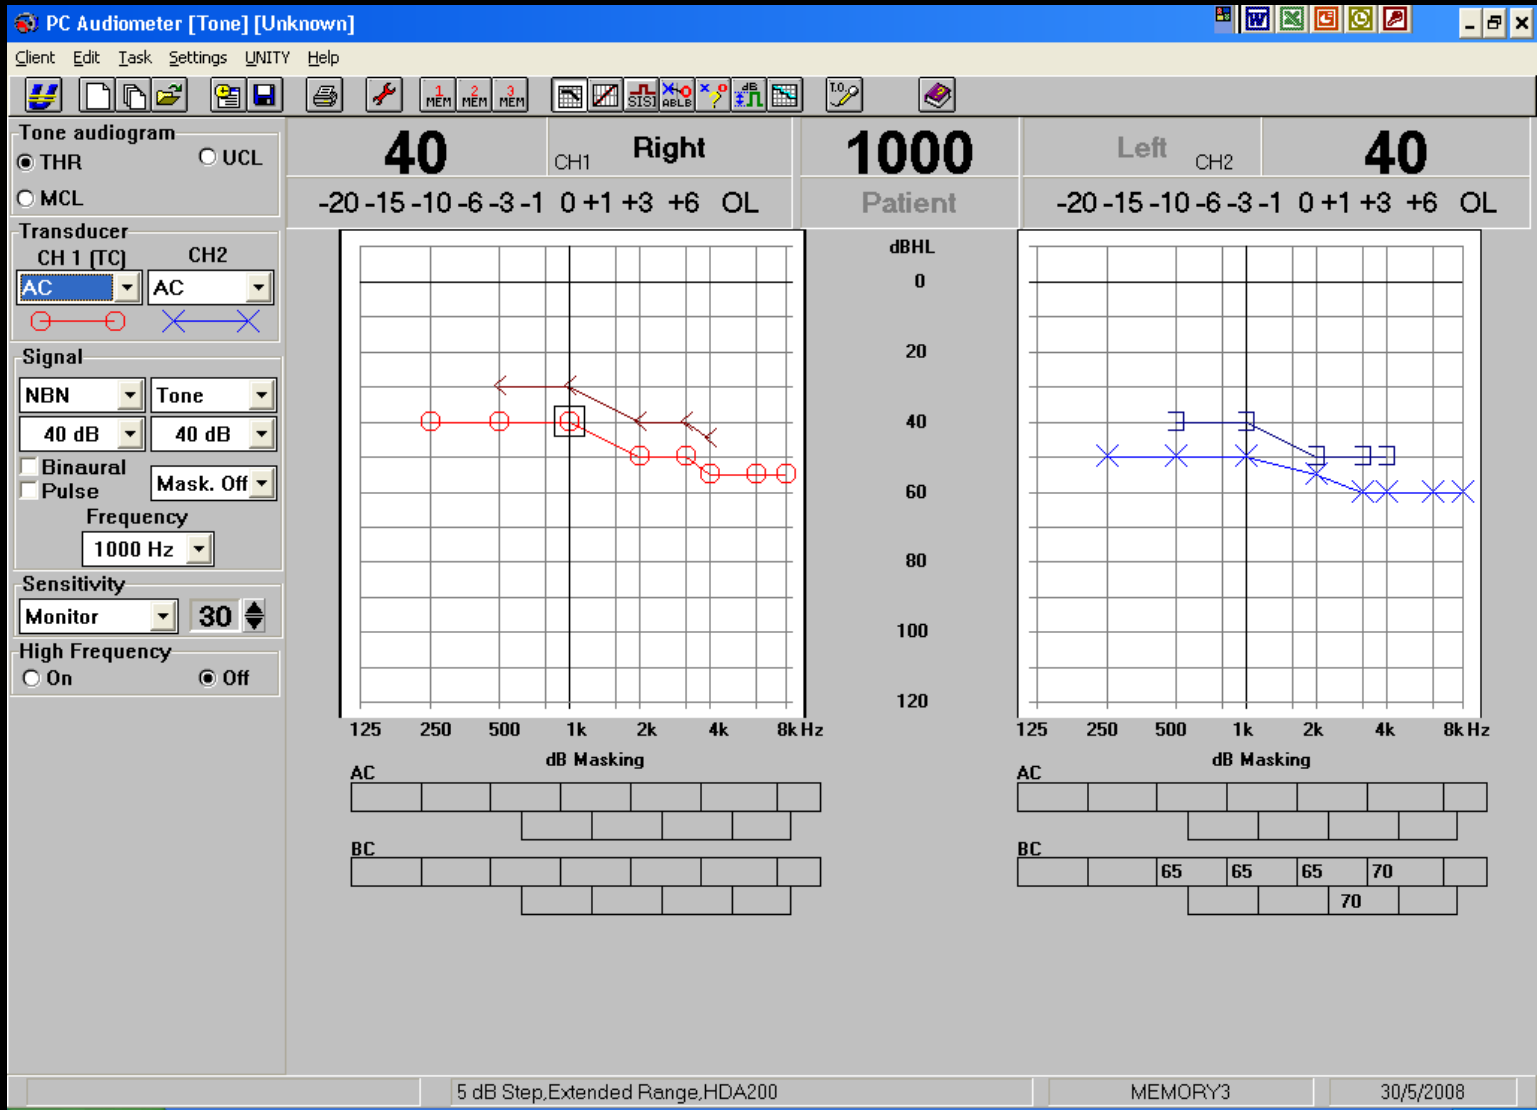 PC Audiometer [Tone] [Unknown]
Client Edit Task Settings UNITY Help
1 MEM 2 MEM 3 MEM SISI ABLB dB T.O.
Tone audiogram
THR UCL
MCL
40 CH1 Right 1000 Left CH2 40
-20 -15 -10 -6 -3 -1 0 +1 +3 +6 OL Patient -20 -15 -10 -6 -3 -1 0 +1 +3 +6 OL
Transducer
CH 1 (TC) CH2
AC AC
Signal
NBN Tone
40 dB 40 dB
Binaural
Pulse
Mask. Off
Frequency
1000 Hz
Sensitivity
Monitor 30
High Frequency
On Off
dBHL
0
20
40
60
80
100
120
125 250 500 1k 2k 4k 8k Hz
125 250 500 1k 2k 4k 8k Hz
dB Masking
AC
BC
dB Masking
AC
BC
65 65 65 70
70
5 dB Step,Extended Range,HDA200 MEMORY3 30/5/2008